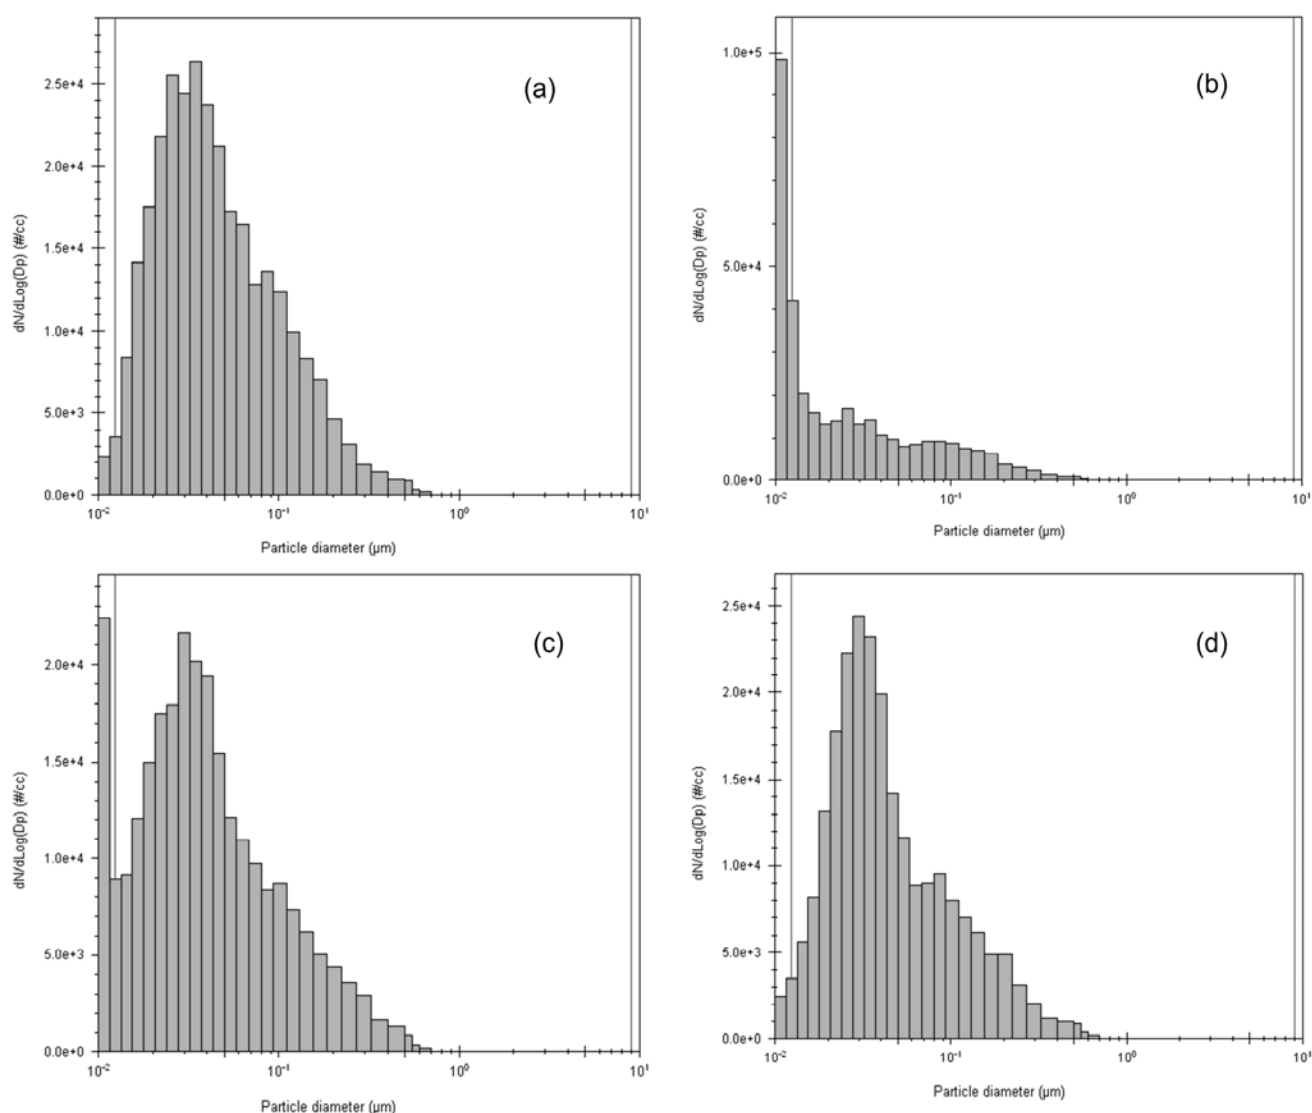 (a)
dN/dLog(Dp) (#/cc)
2.5e+4
2.0e+4
1.5e+4
1.0e+4
5.0e+3
0.0e+0
10-2
10-1
100
101
Particle diameter (µm)
(b)
dN/dLog(Dp) (#/cc)
1.0e+5
5.0e+4
0.0e+0
10-2
10-1
100
101
Particle diameter (µm)
(c)
dN/dLog(Dp) (#/cc)
2.0e+4
1.5e+4
1.0e+4
5.0e+3
0.0e+0
10-2
10-1
100
101
Particle diameter (µm)
(d)
dN/dLog(Dp) (#/cc)
2.5e+4
2.0e+4
1.5e+4
1.0e+4
5.0e+3
0.0e+0
10-2
10-1
100
101
Particle diameter (µm)